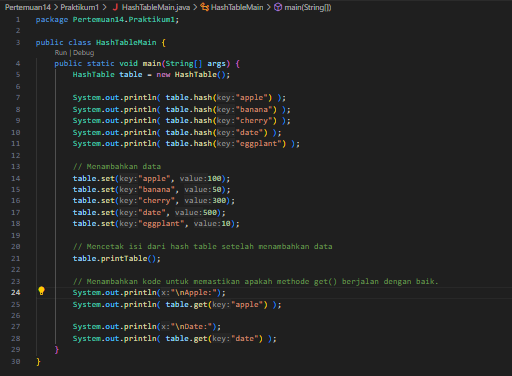 Pertemuan14 > Praktikum1 > J HashTableMain.java > HashTableMain > main(String[])
1 package Pertemuan14.Praktikum1;
2
3 public class HashTableMain {
Run | Debug
4 public static void main(String[] args) {
5 HashTable table = new HashTable();
6
7 System.out.println( table.hash(key:"apple") );
8 System.out.println( table.hash(key:"banana") );
9 System.out.println( table.hash(key:"cherry") );
10 System.out.println( table.hash(key:"date") );
11 System.out.println( table.hash(key:"eggplant") );
12
13 // Menambahkan data
14 table.set(key:"apple", value:100);
15 table.set(key:"banana", value:50);
16 table.set(key:"cherry", value:300);
17 table.set(key:"date", value:500);
18 table.set(key:"eggplant", value:10);
19
20 // Mencetak isi dari hash table setelah menambahkan data
21 table.printTable();
22
23 // Menambahkan kode untuk memastikan apakah methode get() berjalan dengan baik.
24 System.out.println(x:"\nApple:");
25 System.out.println( table.get(key:"apple") );
26
27 System.out.println(x:"\nDate:");
28 System.out.println( table.get(key:"date") );
29 }
30 }